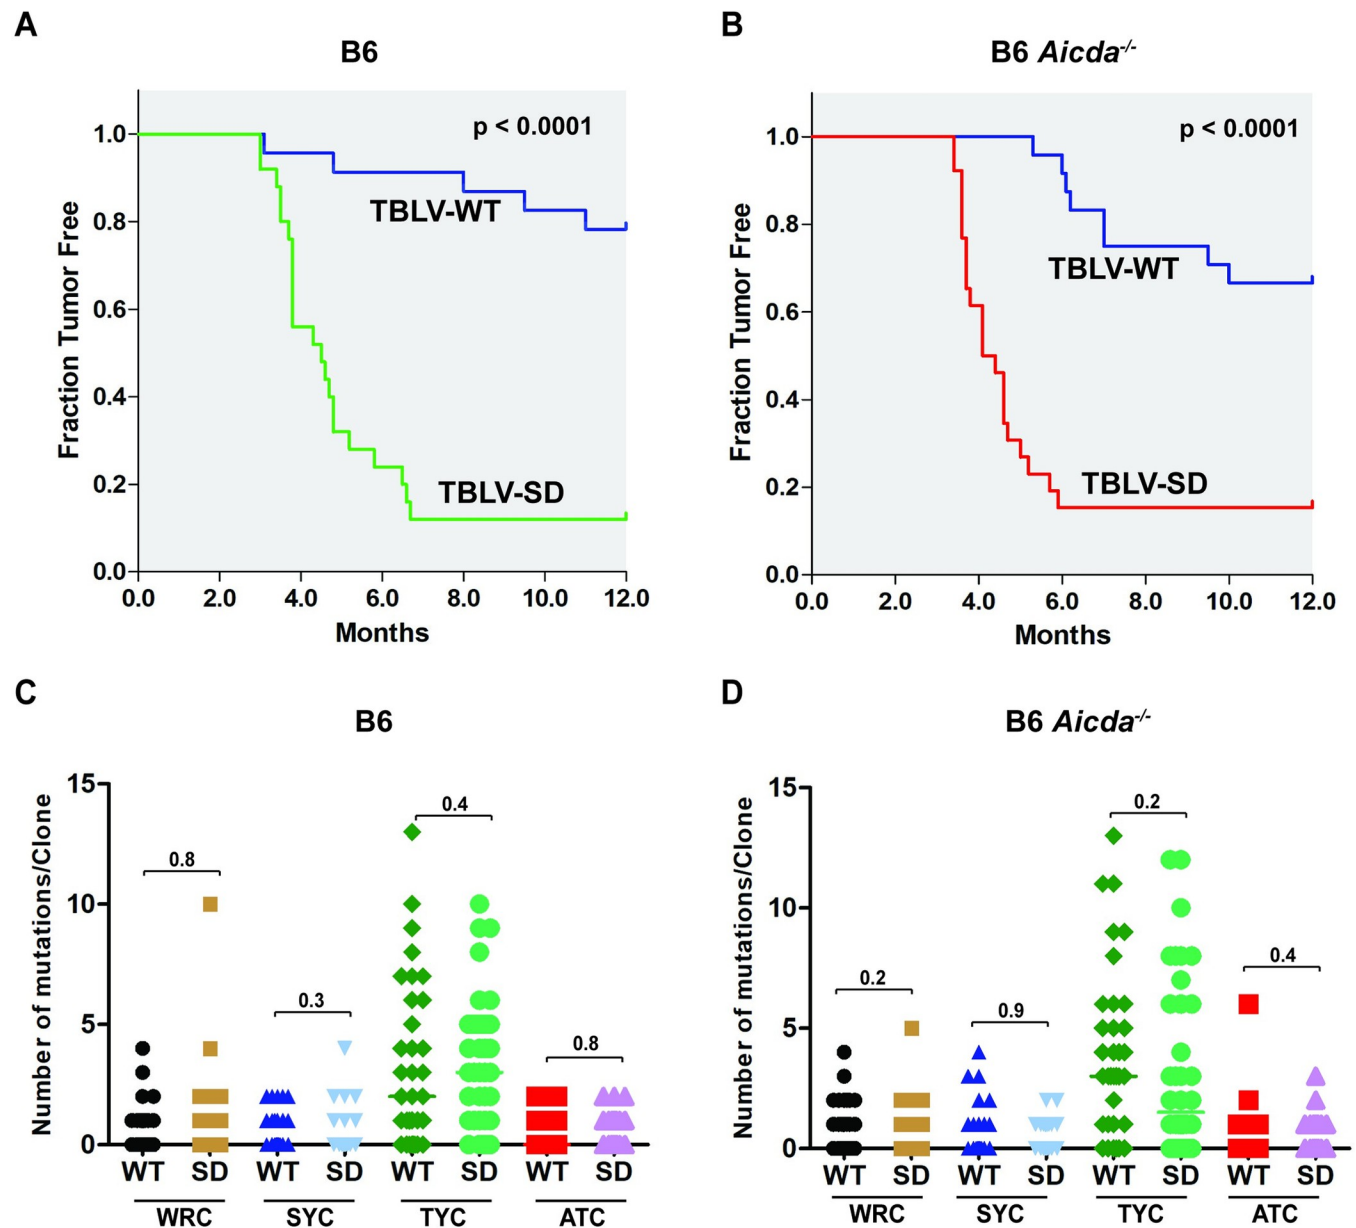 A
B6
p < 0.0001
TBLV-WT
TBLV-SD
Fraction Tumor Free
1.0
0.8
0.6
0.4
0.2
0.0
0.0 2.0 4.0 6.0 8.0 10.0 12.0
Months
B
B6 Aicda-/-
p < 0.0001
TBLV-WT
TBLV-SD
Fraction Tumor Free
1.0
0.8
0.6
0.4
0.2
0.0
0.0 2.0 4.0 6.0 8.0 10.0 12.0
Months
C
B6
Number of mutations/Clone
15
10
5
0
0.8
0.3
0.4
0.8
WT SD WT SD WT SD WT SD
WRC SYC TYC ATC
D
B6 Aicda-/-
Number of mutations/Clone
15
10
5
0
0.2
0.9
0.2
0.4
WT SD WT SD WT SD WT SD
WRC SYC TYC ATC